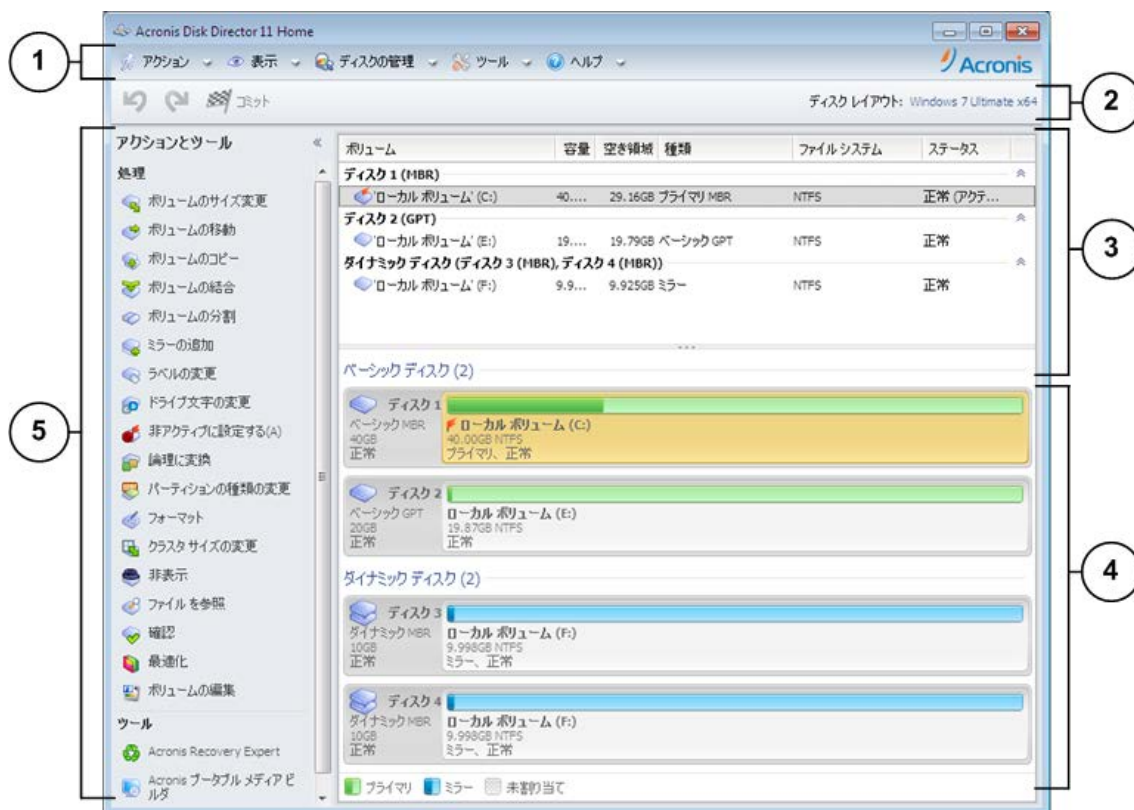 Acronis Disk Director 11 Home
1
アクション 表示 ディスクの管理 ツール ヘルプ
Acronis
コミット
ディスク レイアウト: Windows 7 Ultimate x64
2
5
アクションとツール
処理
ボリュームのサイズ変更
ボリュームの移動
ボリュームのコピー
ボリュームの結合
ボリュームの分割
ミラーの追加
ラベルの変更
ドライブ文字の変更
非アクティブに設定する(A)
論理に変換
パーティションの種類の変更
フォーマット
クラスタ サイズの変更
非表示
ファイル を参照
確認
最適化
ボリュームの編集
ツール
Acronis Recovery Expert
Acronis ブータブル メディア ビ
ルダ
ボリューム 容量 空き領域 種類 ファイル システム ステータス
ディスク 1 (MBR)
'ローカル ボリューム' (C:) 40.... 29.16GB プライマリ MBR NTFS 正常 (アクテ...
ディスク 2 (GPT)
'ローカル ボリューム' (E:) 19.... 19.79GB ベーシック GPT NTFS 正常
ダイナミック ディスク (ディスク 3 (MBR), ディスク 4 (MBR))
'ローカル ボリューム' (F:) 9.9... 9.925GB ミラー NTFS 正常
3
ベーシック ディスク (2)
ディスク 1
ベーシック MBR
40GB
正常
ローカル ボリューム (C:)
40.00GB NTFS
プライマリ、正常
ディスク 2
ベーシック GPT
20GB
正常
ローカル ボリューム (E:)
19.87GB NTFS
正常
ダイナミック ディスク (2)
ディスク 3
ダイナミック MBR
10GB
正常
ローカル ボリューム (F:)
9.998GB NTFS
ミラー、正常
ディスク 4
ダイナミック MBR
10GB
正常
ローカル ボリューム (F:)
9.998GB NTFS
ミラー、正常
プライマリ ミラー 未割り当て
4